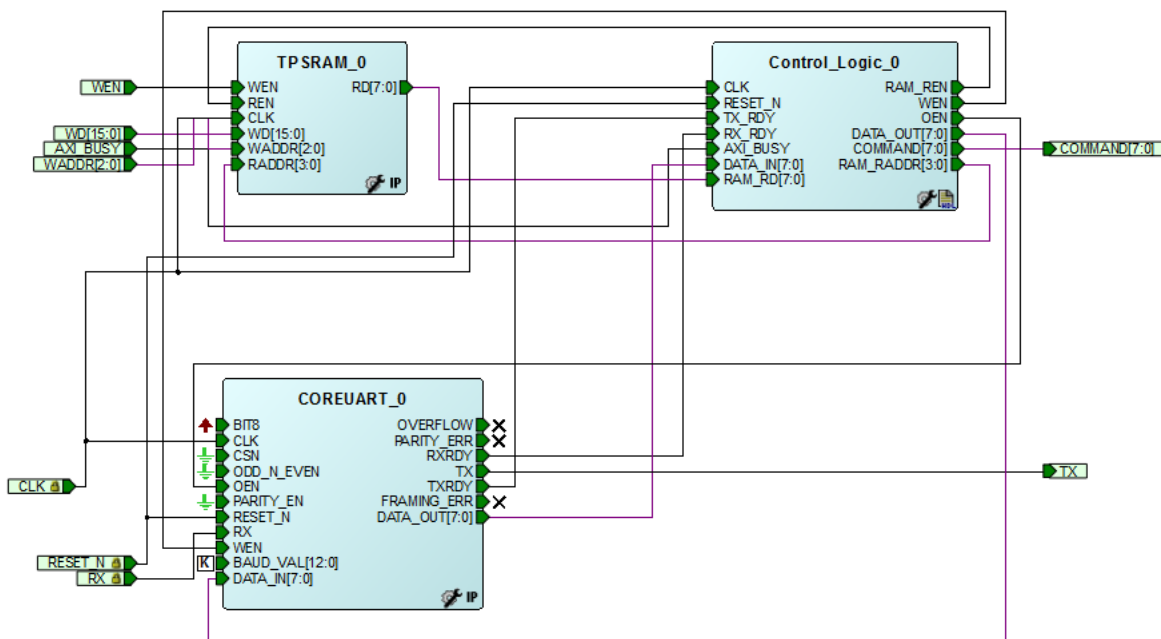 TPSRAM_0
WEN
REN
CLK
WD[15:0]
WADDR[2:0]
RADDR[3:0]
RD[7:0]
IP
Control_Logic_0
CLK
RESET_N
TX_RDY
RX_RDY
AXI_BUSY
DATA_IN[7:0]
RAM_RD[7:0]
RAM_REN
WEN
OEN
DATA_OUT[7:0]
COMMAND[7:0]
RAM_RADDR[3:0]
HDL
WEN
WD[15:0]
AXI_BUSY
WADDR[2:0]
COMMAND[7:0]
COREUART_0
BIT8
CLK
CSN
ODD_N_EVEN
OEN
PARITY_EN
RESET_N
RX
WEN
K
BAUD_VAL[12:0]
DATA_IN[7:0]
OVERFLOW
PARITY_ERR
RXRDY
TX
TXRDY
FRAMING_ERR
DATA_OUT[7:0]
IP
CLK
RESET_N
RX
TX